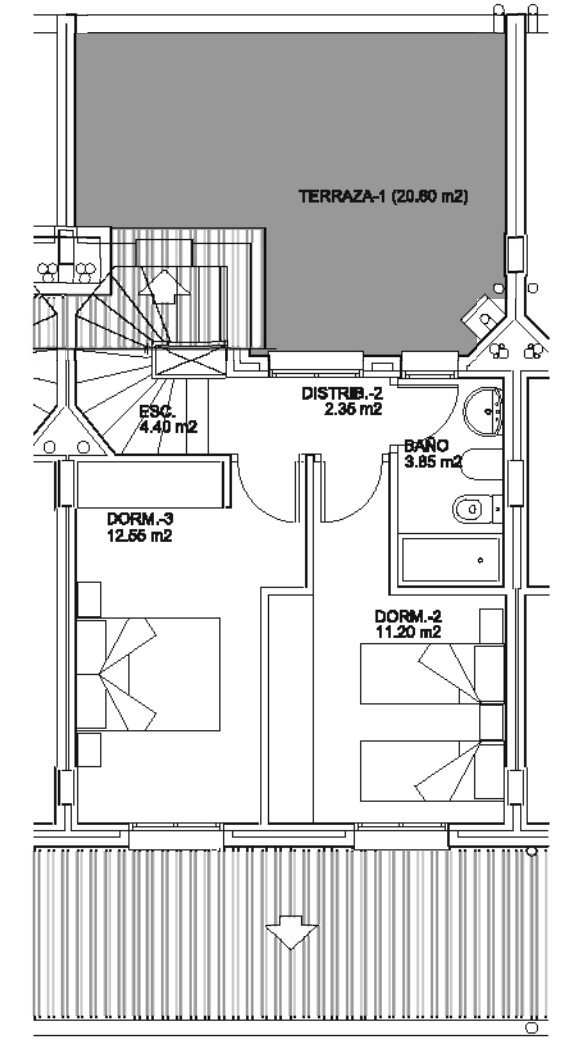 TERRAZA-1 (20.60 m2)
DISTRIB.-2
2.35 m2
ESC.
4.40 m2
BAÑO
3.85 m2
DORM.-3
12.55 m2
DORM.-2
11.20 m2